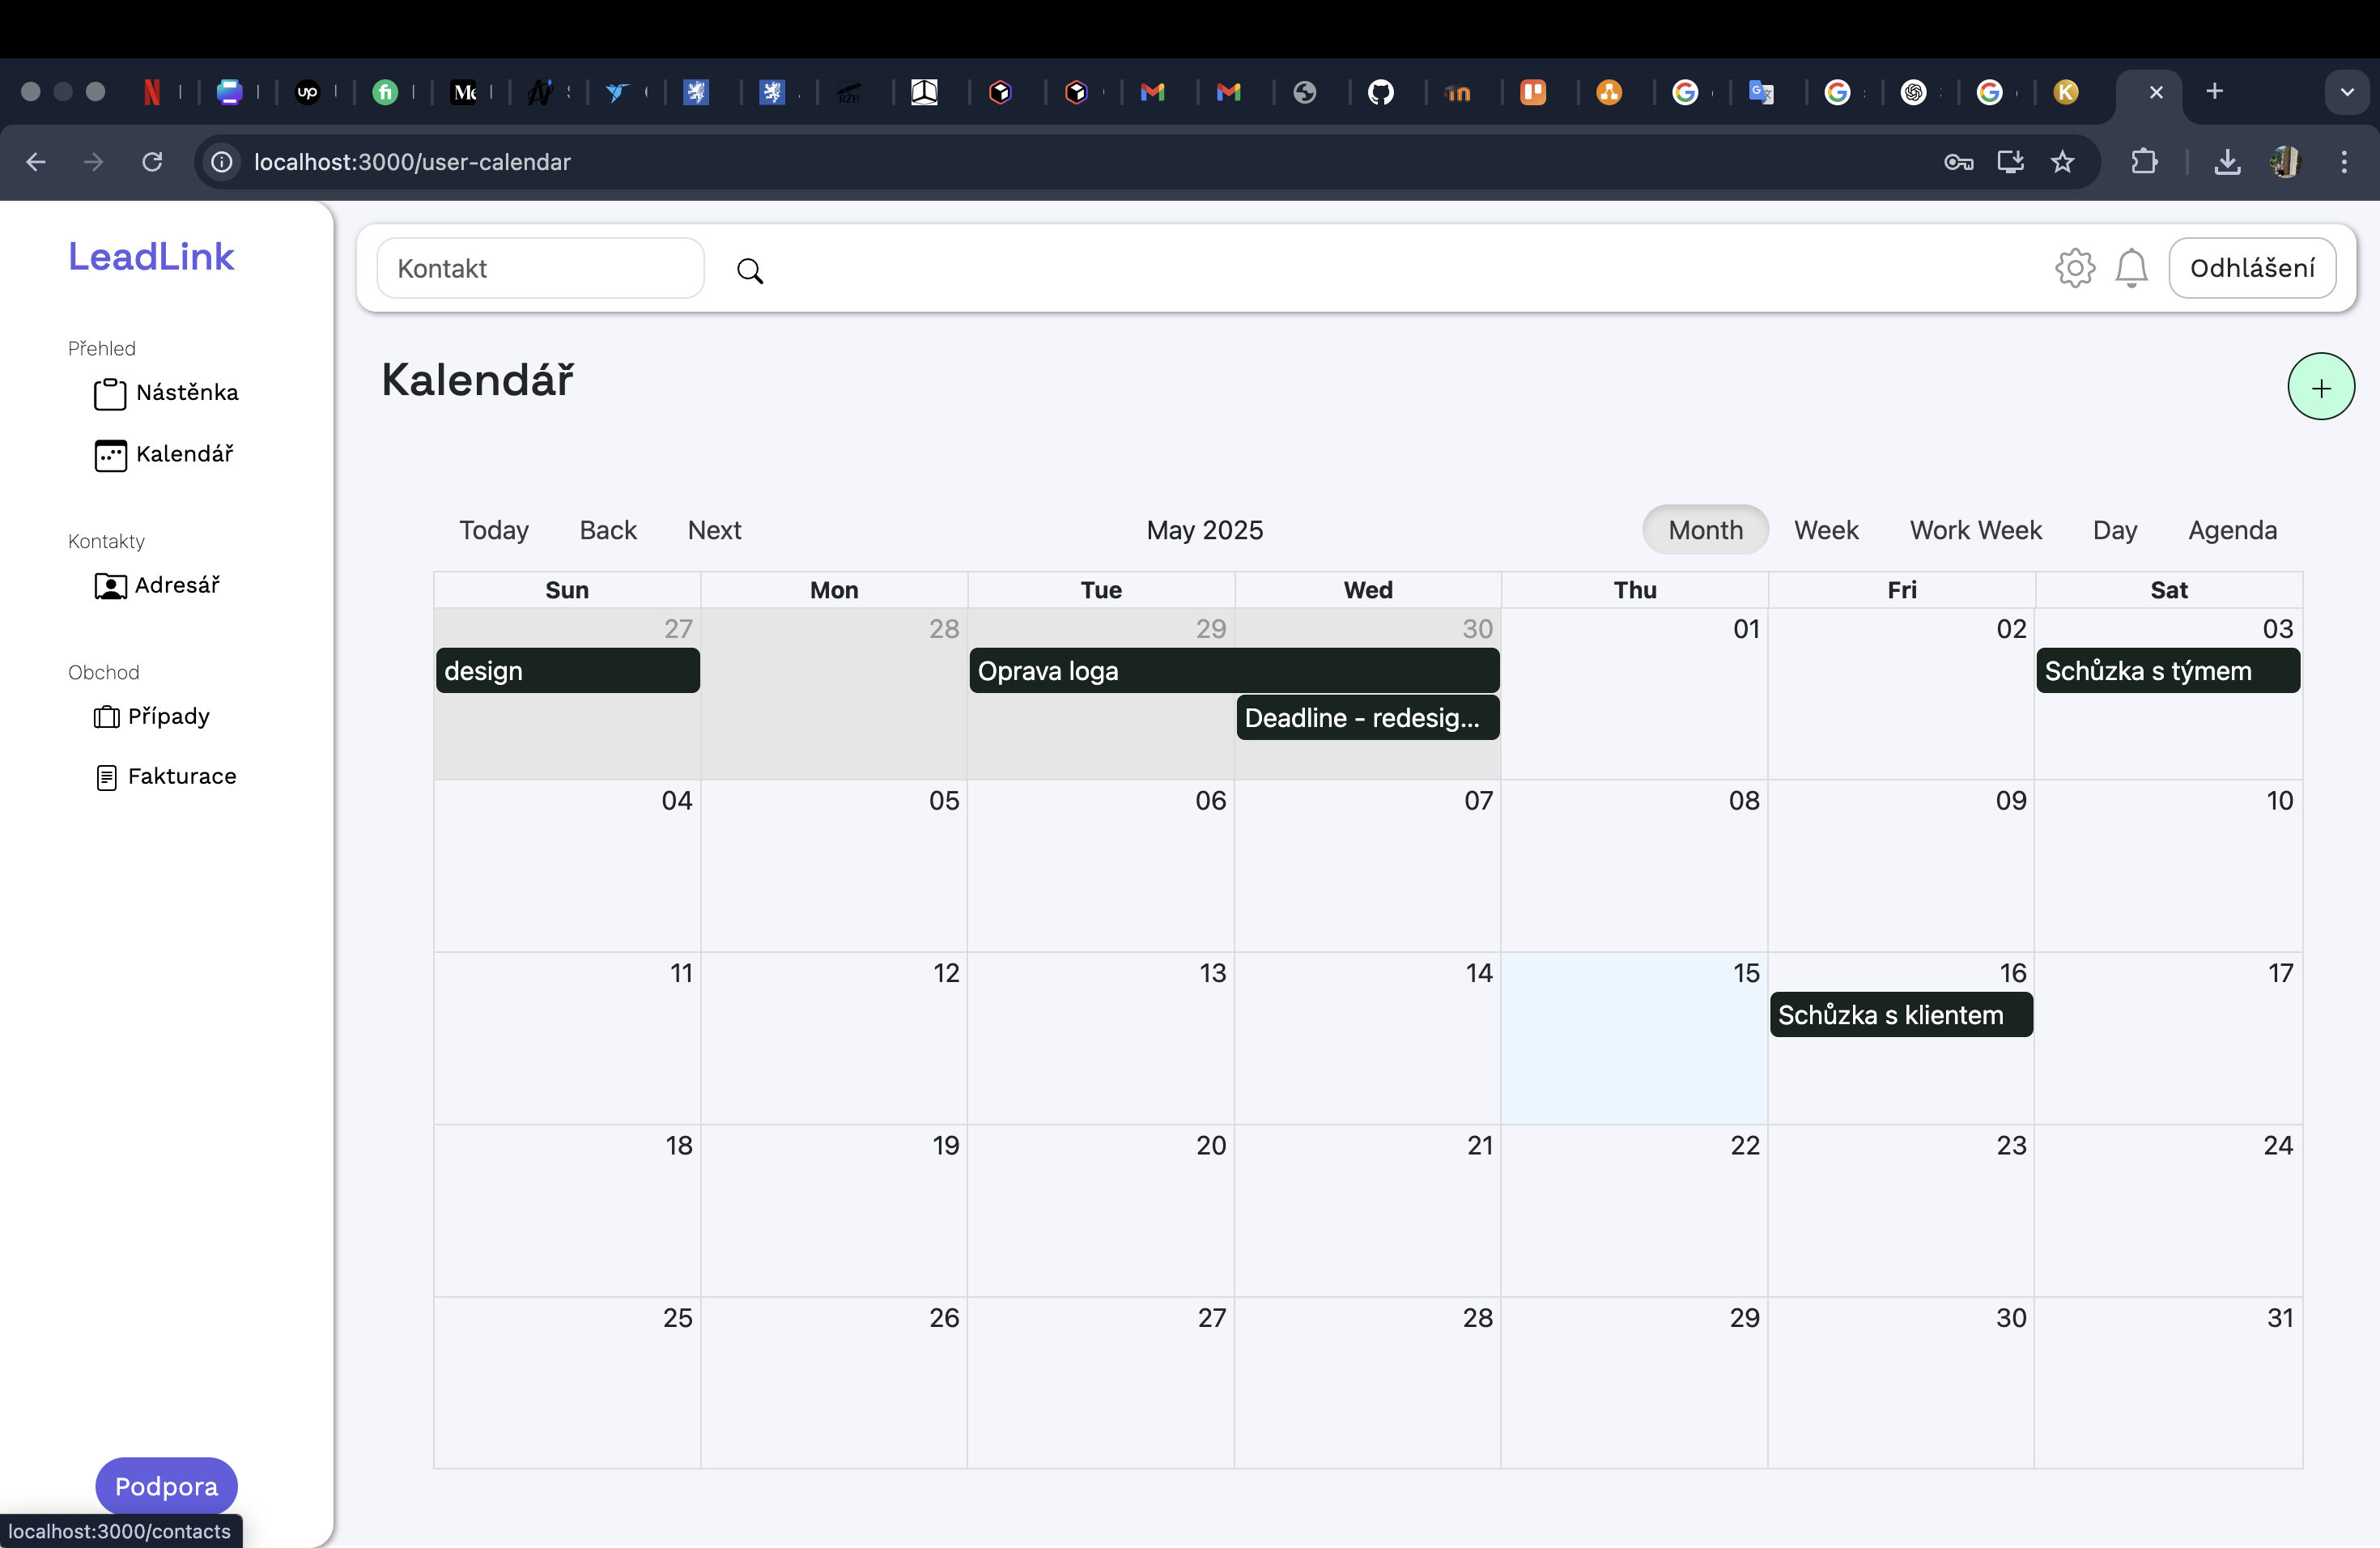 localhost:3000/user-calendar
LeadLink
Kontakt
Odhlášení
Přehled
Nástěnka
Kalendář
Kontakty
Adresář
Obchod
Případy
Fakturace
Podpora
localhost:3000/contacts
Kalendář
+
Today Back Next May 2025 Month Week Work Week Day Agenda
Sun Mon Tue Wed Thu Fri Sat
27 28 29 30 01 02 03
design Oprava loga Schůzka s týmem
Deadline - redesig...
04 05 06 07 08 09 10
11 12 13 14 15 16 17
Schůzka s klientem
18 19 20 21 22 23 24
25 26 27 28 29 30 31